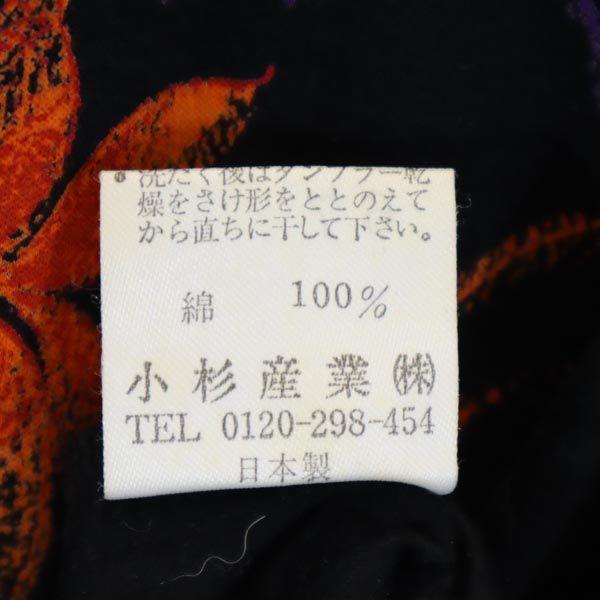 ・洗たく後はタンブラー乾
燥をさけ形をととのえて
から直ちに干して下さい。
綿 100%
小杉産業㈱
TEL 0120-298-454
日本製